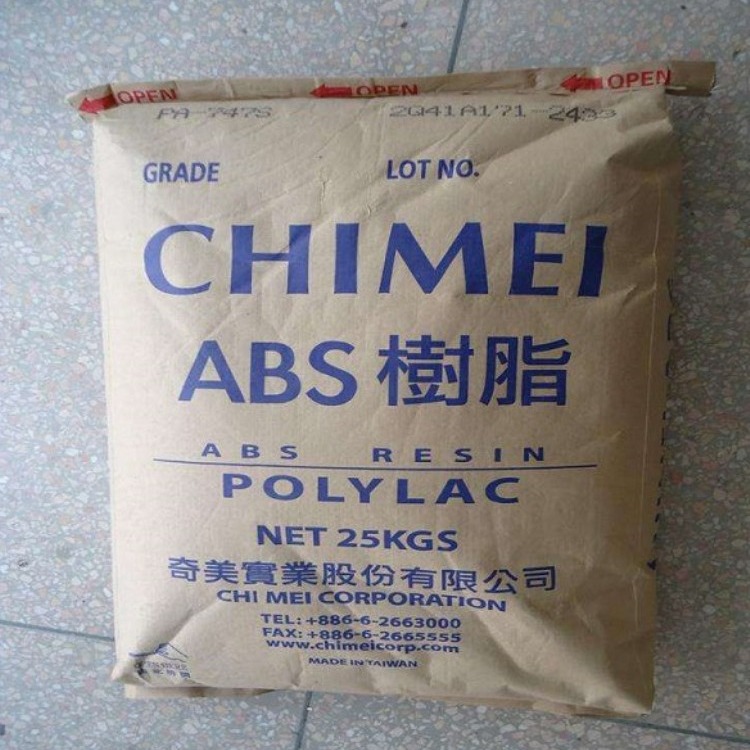 OPEN OPEN OPEN
PA-747S 2Q41A171-2433
GRADE LOT NO.
CHIMEI
ABS 樹脂
ABS RESIN
POLYLAC
NET 25KGS
奇美實業股份有限公司
CHI MEI CORPORATION
TEL: +886-6-2663000
FAX: +886-6-2665555
www.chimeicorp.com
MADE IN TAIWAN